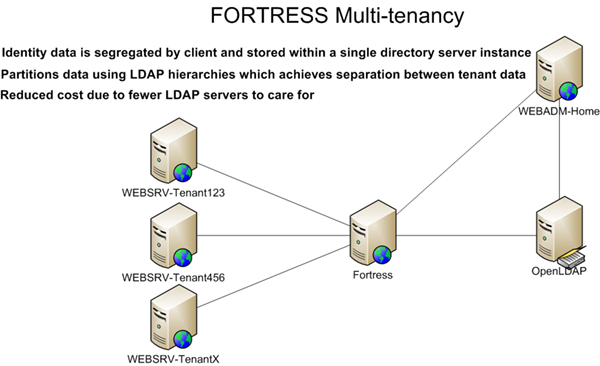 FORTRESS Multi-tenancy
Identity data is segregated by client and stored within a single directory server instance
Partitions data using LDAP hierarchies which achieves separation between tenant data
Reduced cost due to fewer LDAP servers to care for
WEBADM-Home
WEBSRV-Tenant123
WEBSRV-Tenant456
Fortress
OpenLDAP
WEBSRV-TenantX